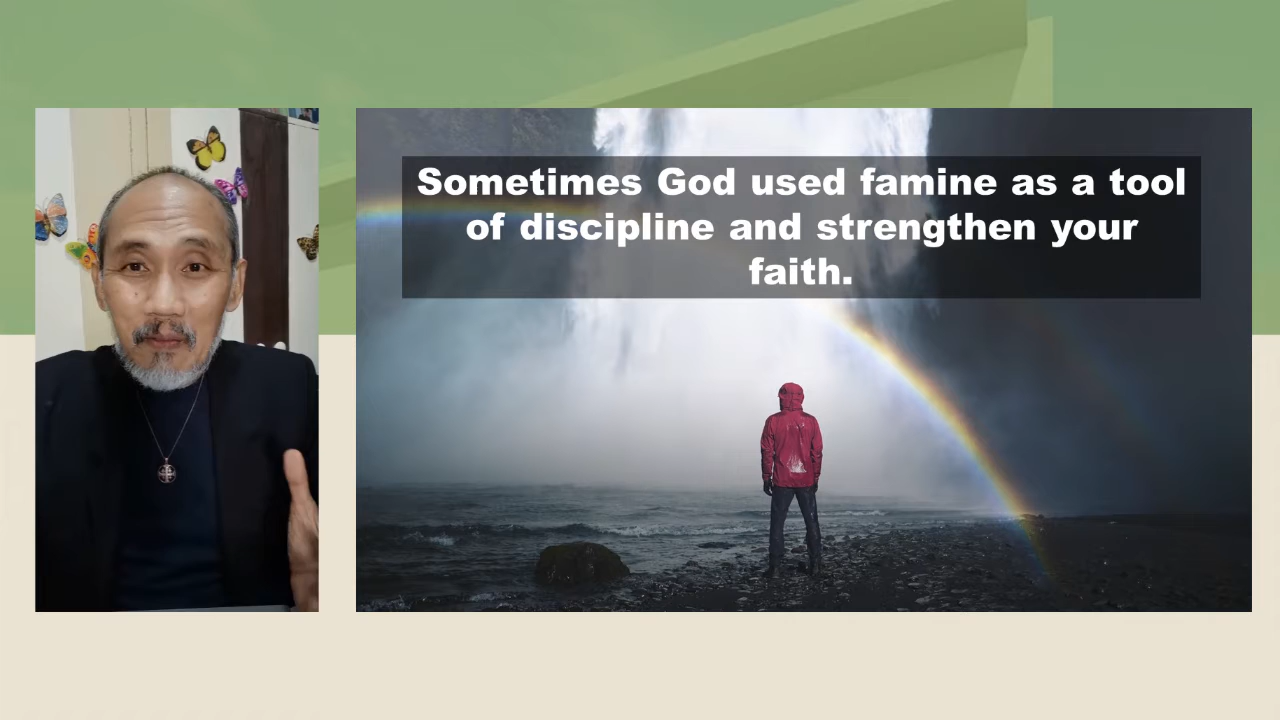 Sometimes God used famine as a tool
of discipline and strengthen your
faith.